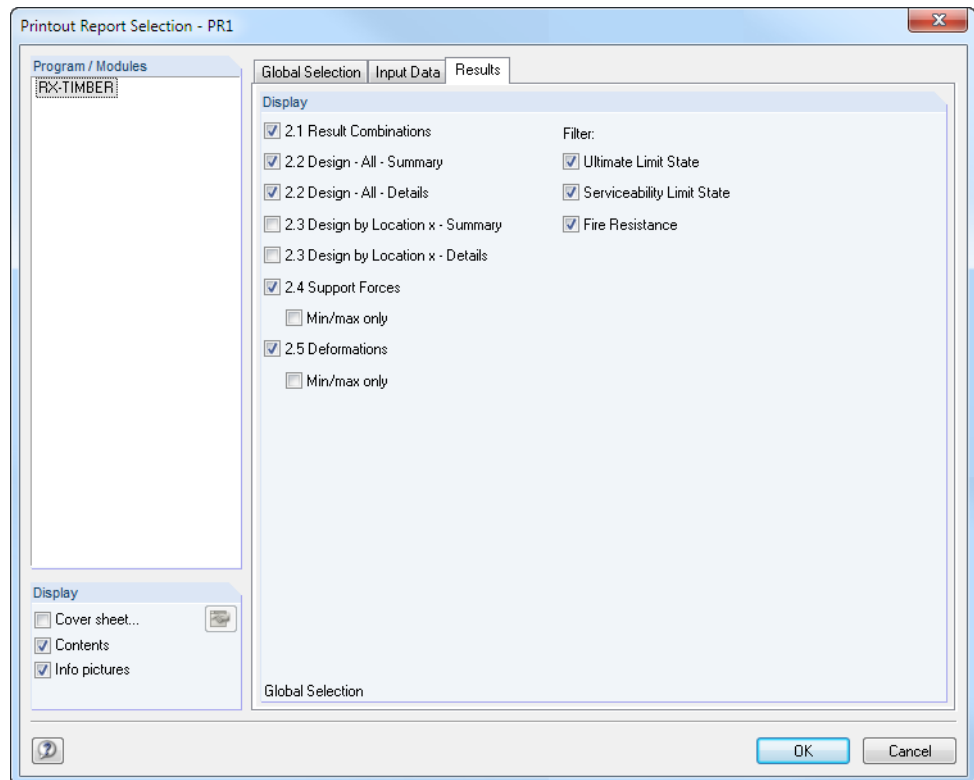 Printout Report Selection - PR1
Program / Modules
RX-TIMBER
Global Selection
Input Data
Results
Display
2.1 Result Combinations
2.2 Design - All - Summary
2.2 Design - All - Details
2.3 Design by Location x - Summary
2.3 Design by Location x - Details
2.4 Support Forces
Min/max only
2.5 Deformations
Min/max only
Filter:
Ultimate Limit State
Serviceability Limit State
Fire Resistance
Display
Cover sheet...
Contents
Info pictures
Global Selection
OK
Cancel